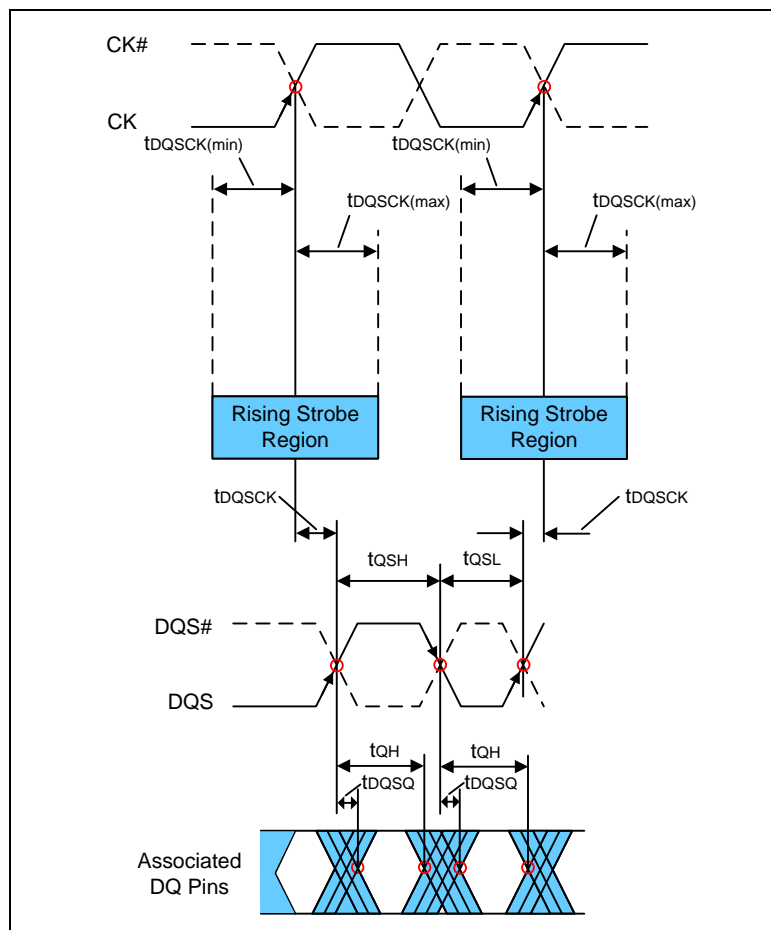 CK#
CK
tDQSCK(min)
tDQSCK(min)
tDQSCK(max)
tDQSCK(max)
Rising Strobe
Region
Rising Strobe
Region
tDQSCK
tDQSCK
tQSH
tQSL
DQS#
DQS
tQH
tQH
tDQSQ
tDQSQ
Associated
DQ Pins